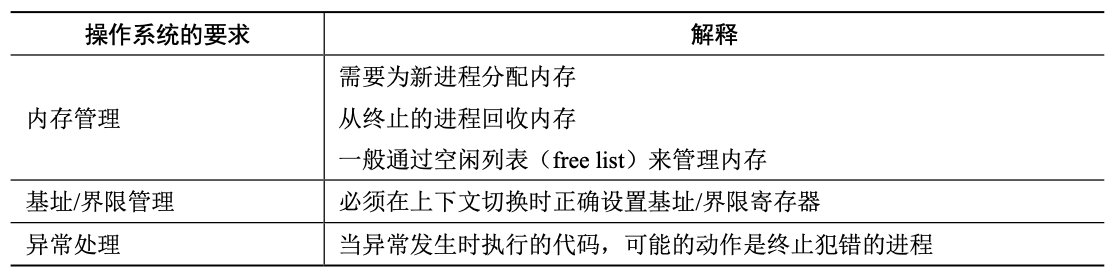 操作系统的要求 解释
需要为新进程分配内存
内存管理 从终止的进程回收内存
一般通过空闲列表（free list）来管理内存
基址/界限管理 必须在上下文切换时正确设置基址/界限寄存器
异常处理 当异常发生时执行的代码，可能的动作是终止犯错的进程